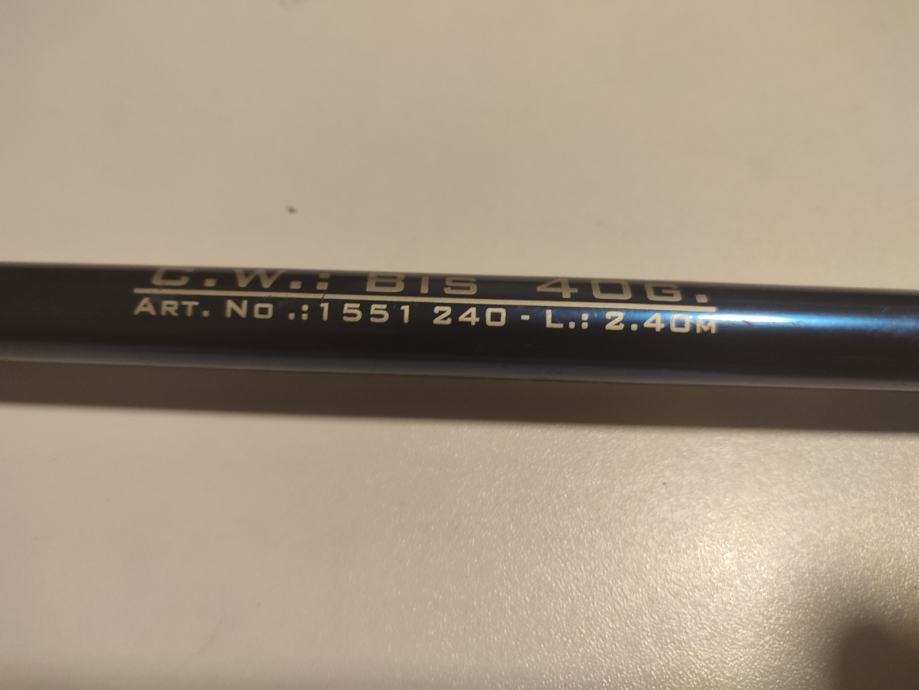 C.W.: Bis 40G.
Art. No .:1551 240 - L.: 2.40m